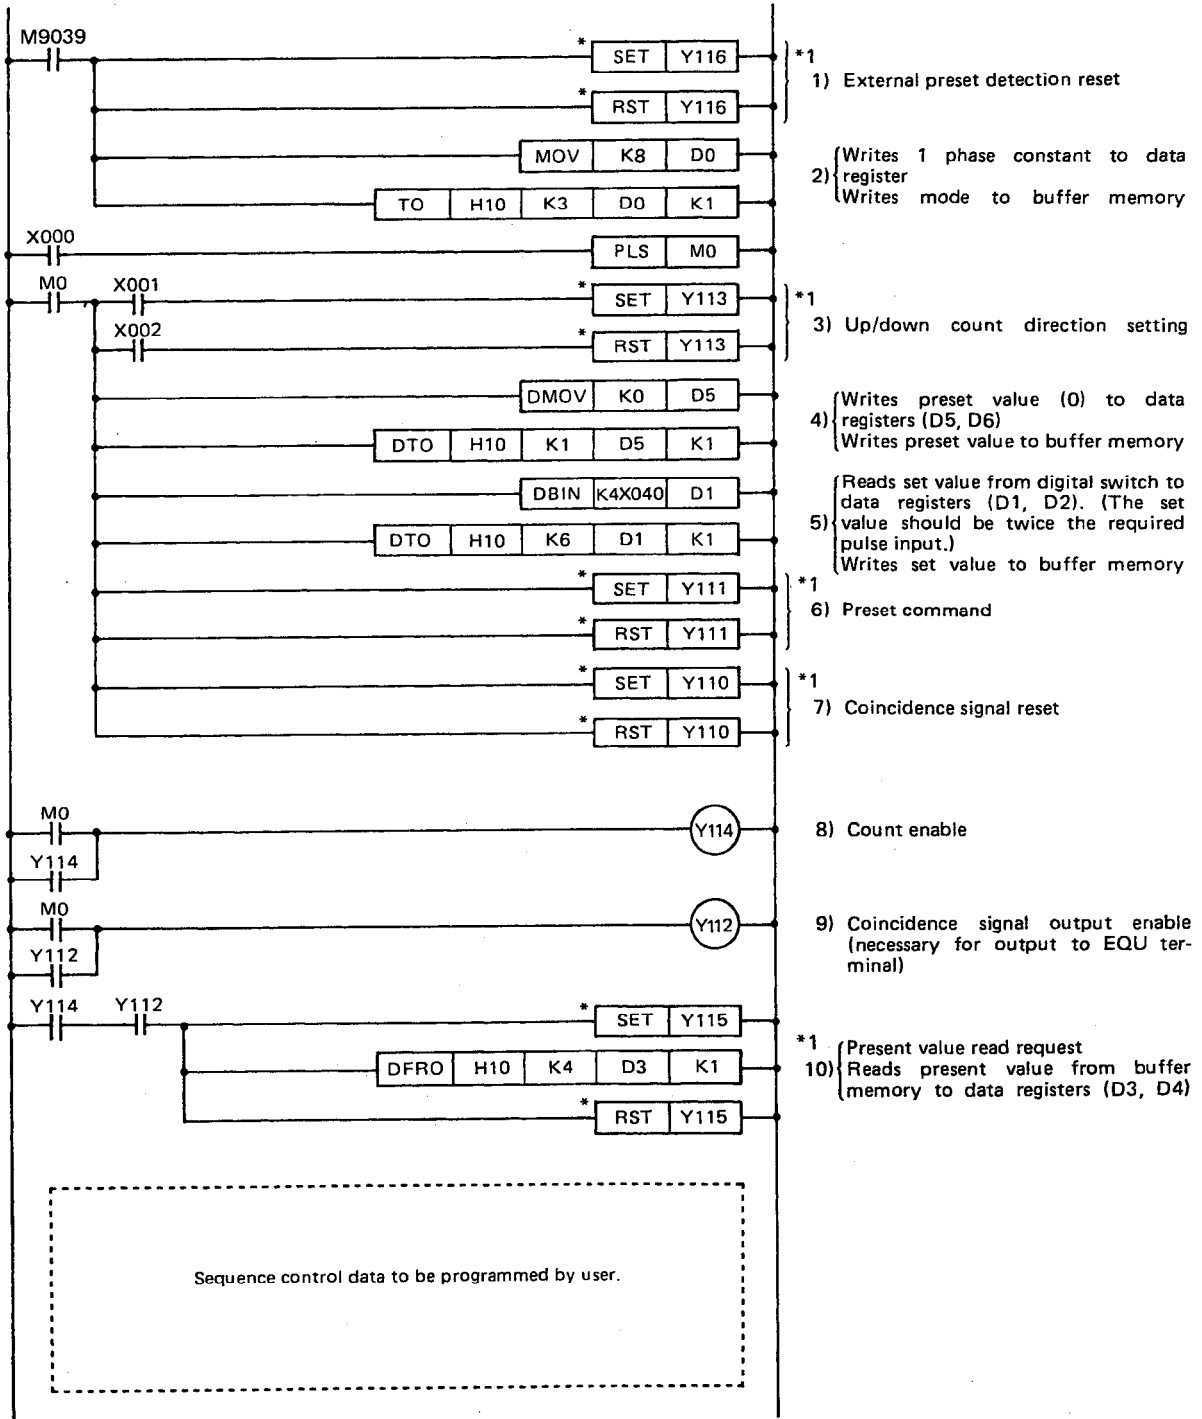 M9039
* SET Y116
*1
1) External preset detection reset
* RST Y116
MOV K8 D0
2) Writes 1 phase constant to data
register
Writes mode to buffer memory
TO H10 K3 D0 K1
X000
PLS M0
M0 X001
* SET Y113
*1
3) Up/down count direction setting
X002
* RST Y113
DMOV K0 D5
4) Writes preset value (0) to data
registers (D5, D6)
Writes preset value to buffer memory
DTO H10 K1 D5 K1
DBIN K4X040 D1
5) Reads set value from digital switch to
data registers (D1, D2). (The set
value should be twice the required
pulse input.)
Writes set value to buffer memory
DTO H10 K6 D1 K1
* SET Y111
*1
6) Preset command
* RST Y111
* SET Y110
*1
7) Coincidence signal reset
* RST Y110
M0
Y114
8) Count enable
Y114
M0
Y112
9) Coincidence signal output enable
(necessary for output to EQU ter-
minal)
Y112
Y114 Y112
* SET Y115
*1
10) Present value read request
Reads present value from buffer
memory to data registers (D3, D4)
DFRO H10 K4 D3 K1
* RST Y115
Sequence control data to be programmed by user.